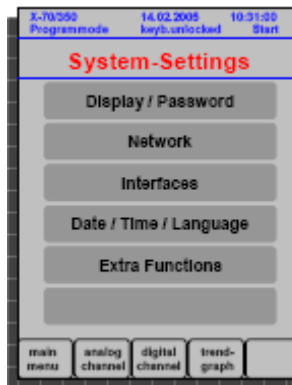 X-70/350 14.02.2005 10:31:00
Programmode keyb.unlocked Start
System-Settings
Display / Password
Network
Interfaces
Date / Time / Language
Extra Functions
main analog digital trend-
menu channel channel graph